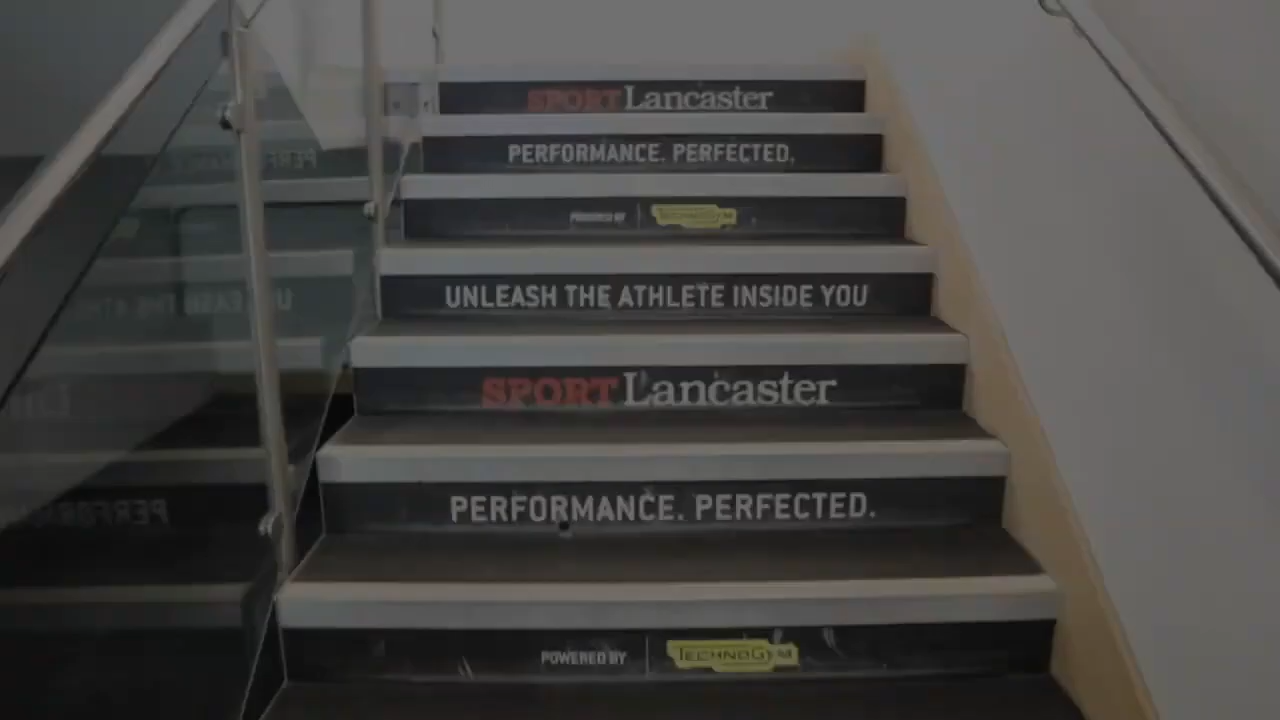 SPORT Lancaster
PERFORMANCE. PERFECTED.
POWERED BY TECHNOGYM
UNLEASH THE ATHLETE INSIDE YOU
SPORT Lancaster
PERFORMANCE. PERFECTED.
POWERED BY TECHNOGYM